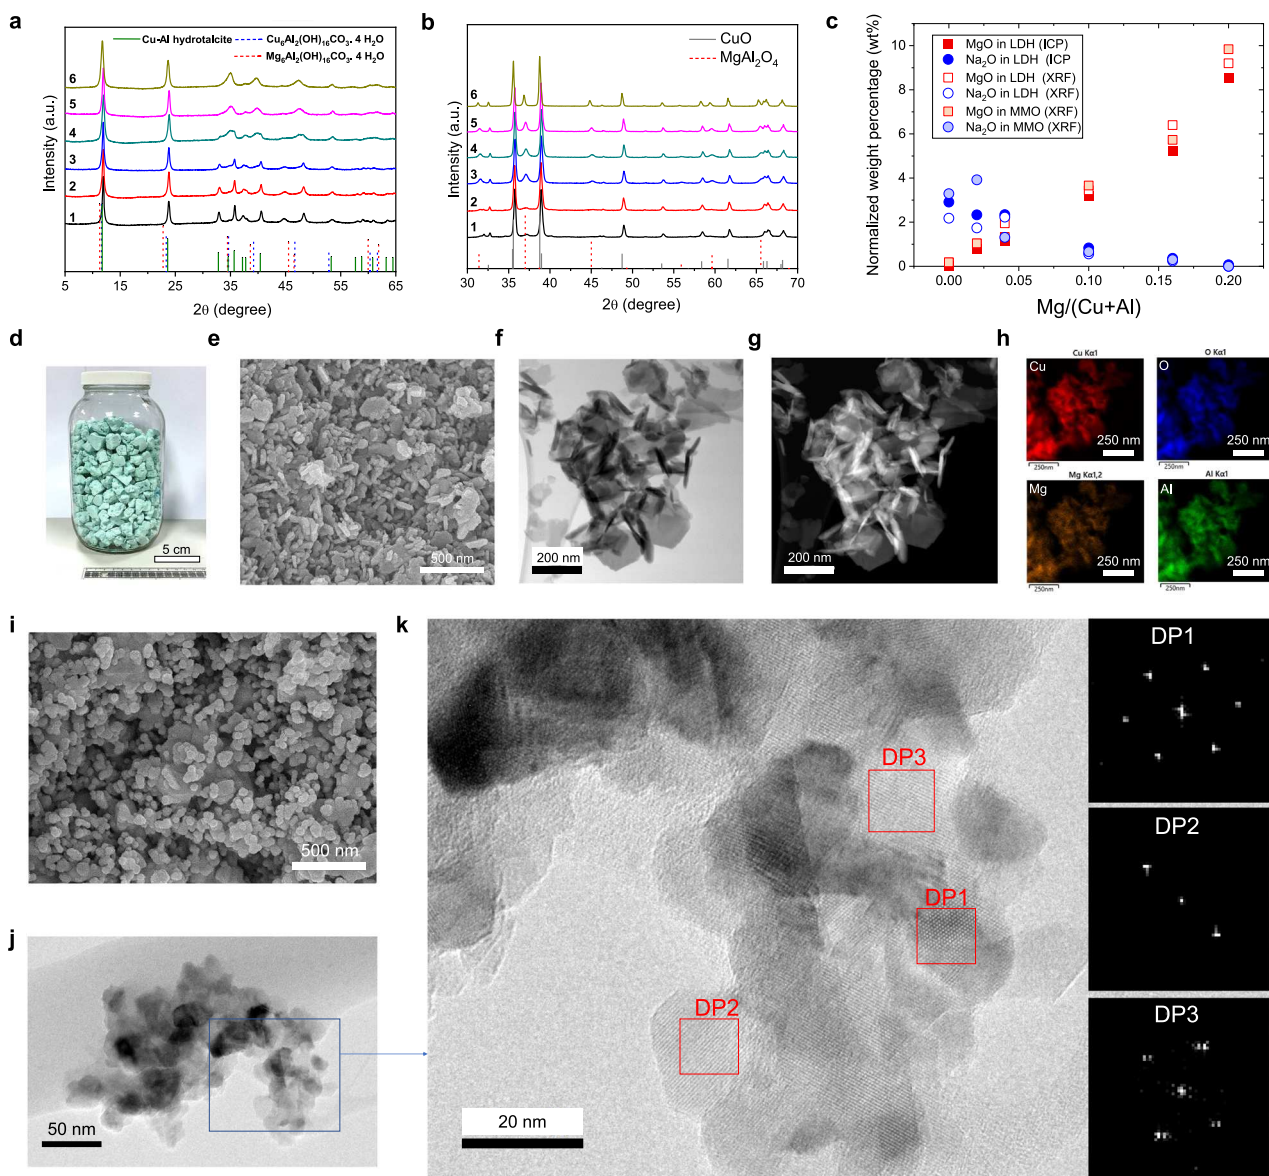 a
Cu-Al hydrotalcite
Cu6Al2(OH)16CO3. 4 H2O
Mg6Al2(OH)16CO3. 4 H2O
Intensity (a.u.)
6
5
4
3
2
1
5 15 25 35 45 55 65
2θ (degree)
b
CuO
MgAl2O4
Intensity (a.u.)
6
5
4
3
2
1
30 35 40 45 50 55 60 65 70
2θ (degree)
c
Normalized weight percentage (wt%)
10
8
6
4
2
0
MgO in LDH (ICP)
Na2O in LDH (ICP
MgO in LDH (XRF)
Na2O in LDH (XRF)
MgO in MMO (XRF)
Na2O in MMO (XRF)
0.00 0.05 0.10 0.15 0.20
Mg/(Cu+Al)
d
5 cm
e
500 nm
f
200 nm
g
200 nm
h
Cu Kα1
Cu
250 nm
250nm
O Kα1
O
250 nm
250nm
Mg Kα1,2
Mg
250 nm
250nm
Al Kα1
Al
250 nm
250nm
i
500 nm
j
50 nm
k
DP3
DP1
DP2
20 nm
DP1
DP2
DP3